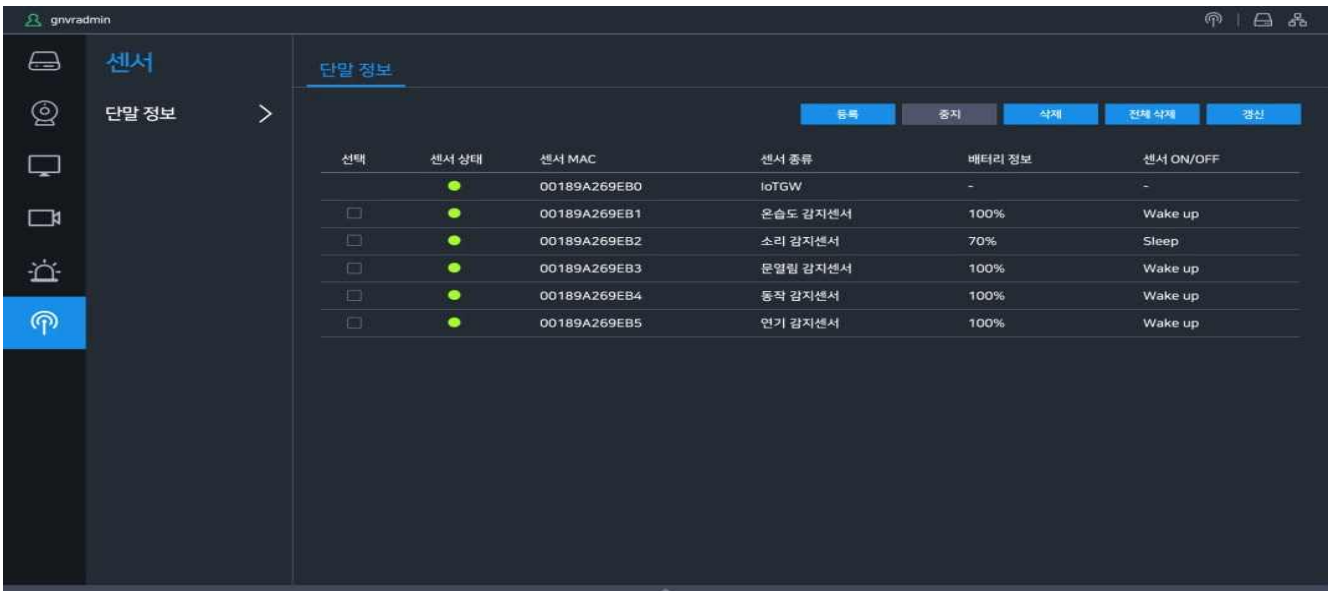 gnvradmin
센서
단말 정보
단말 정보 >
등록 중지 삭제 전체 삭제 갱신
선택 센서 상태 센서 MAC 센서 종류 배터리 정보 센서 ON/OFF
00189A269EB0 IoTGW - -
00189A269EB1 온습도 감지센서 100% Wake up
00189A269EB2 소리 감지센서 70% Sleep
00189A269EB3 문열림 감지센서 100% Wake up
00189A269EB4 동작 감지센서 100% Wake up
00189A269EB5 연기 감지센서 100% Wake up